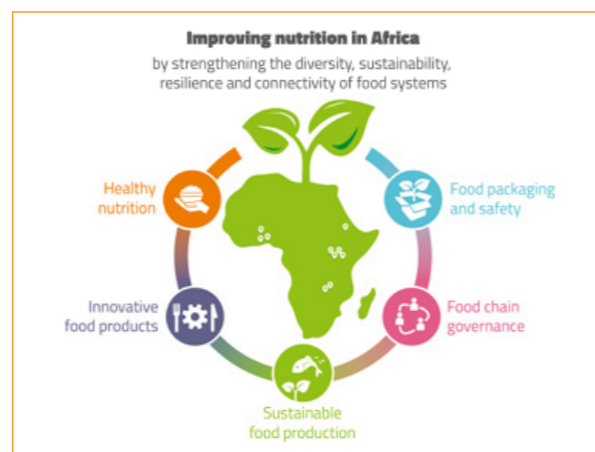 Improving nutrition in Africa
by strengthening the diversity, sustainability,
resilience and connectivity of food systems
Healthy
nutrition
Food packaging
and safety
Innovative
food products
Food chain
governance
Sustainable
food production